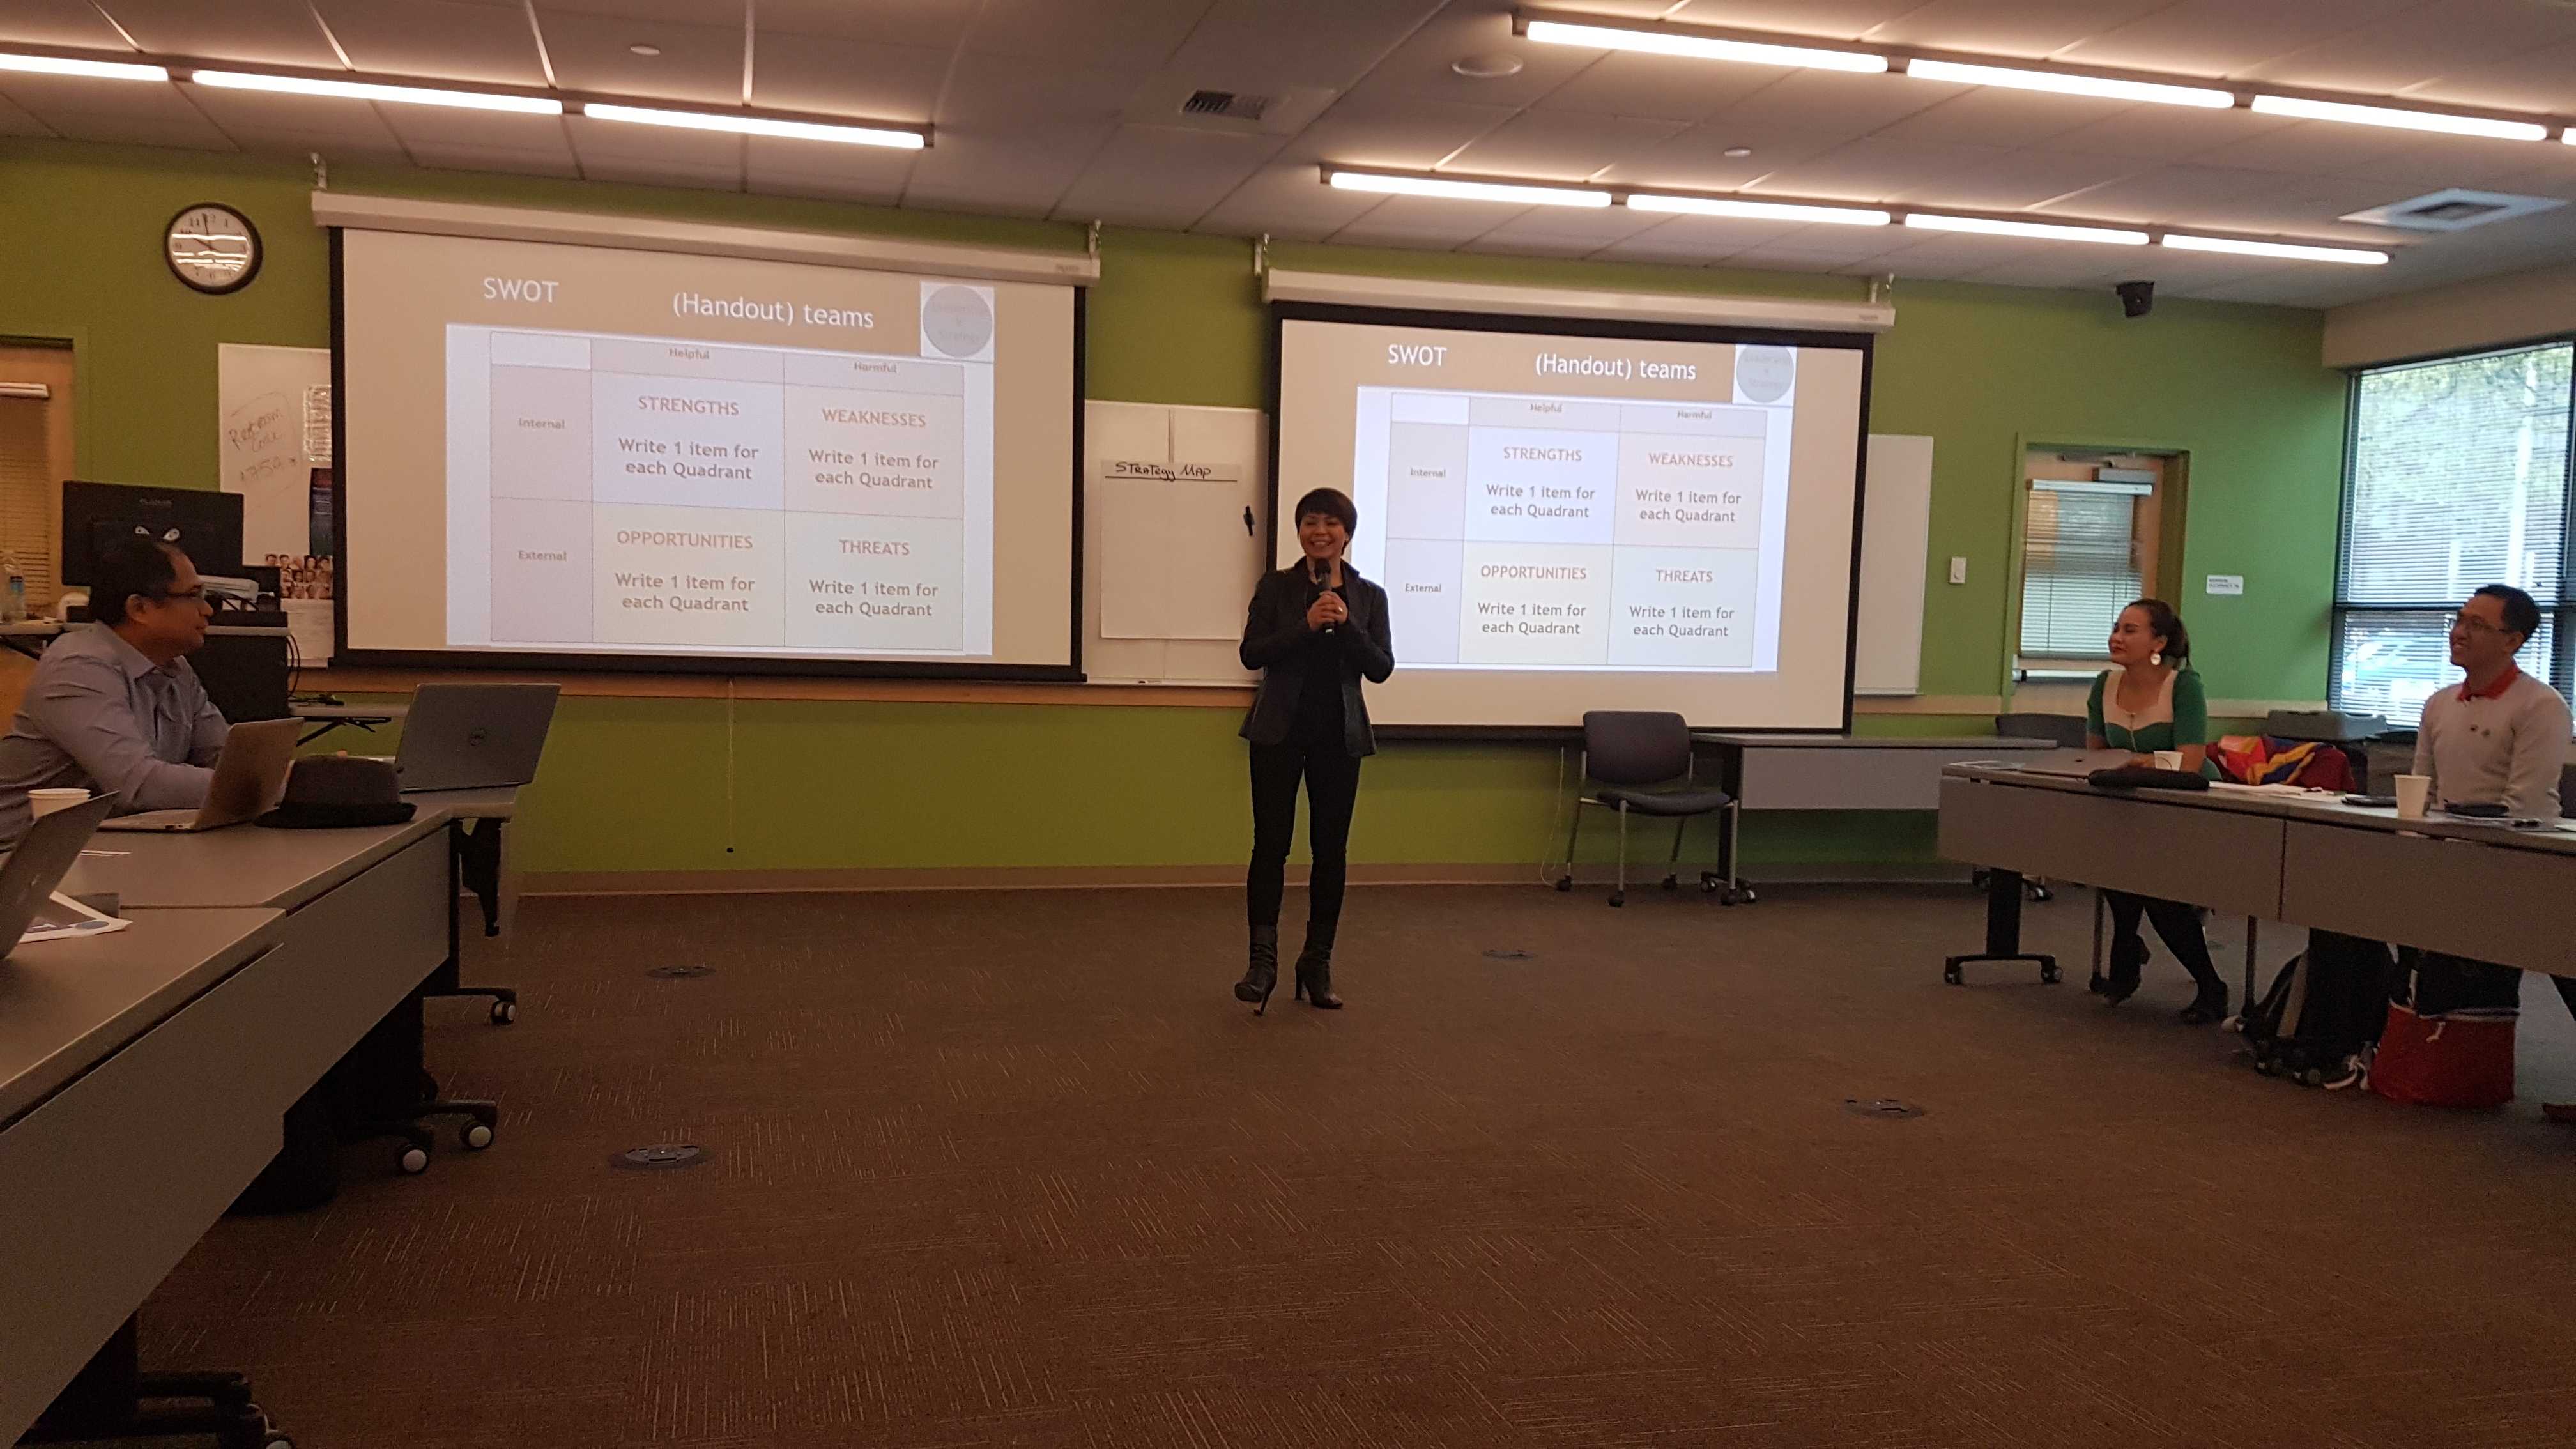 SWOT
(Handout) teams
Helpful
Harmful
Internal
STRENGTHS
Write 1 item for
each Quadrant
WEAKNESSES
Write 1 item for
each Quadrant
External
OPPORTUNITIES
Write 1 item for
each Quadrant
THREATS
Write 1 item for
each Quadrant
Restroom
Code
STRATEGY MAP
SWOT
(Handout) teams
Helpful
Harmful
Internal
STRENGTHS
Write 1 item for
each Quadrant
WEAKNESSES
Write 1 item for
each Quadrant
External
OPPORTUNITIES
Write 1 item for
each Quadrant
THREATS
Write 1 item for
each Quadrant
DELL